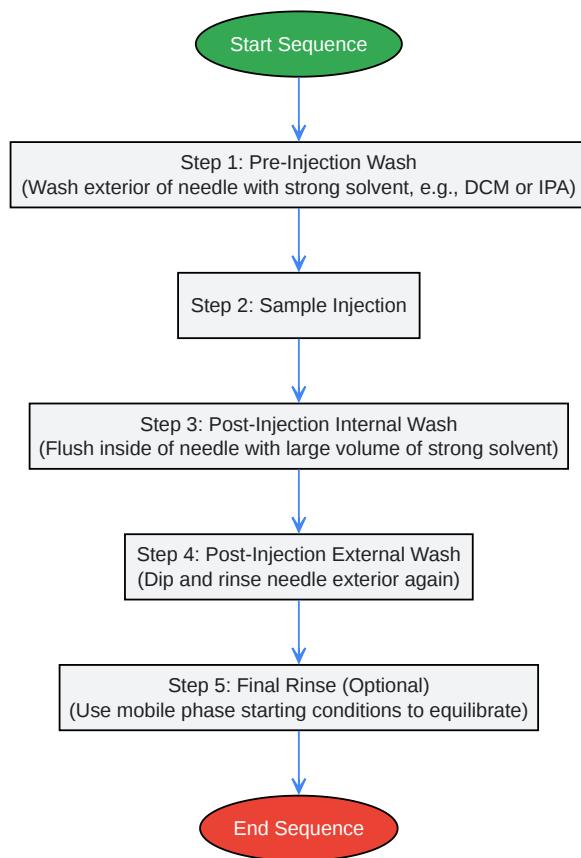 Start Sequence
Step 1: Pre-Injection Wash
(Wash exterior of needle with strong solvent, e.g., DCM or IPA)
Step 2: Sample Injection
Step 3: Post-Injection Internal Wash
(Flush inside of needle with large volume of strong solvent)
Step 4: Post-Injection External Wash
(Dip and rinse needle exterior again)
Step 5: Final Rinse (Optional)
(Use mobile phase starting conditions to equilibrate)
End Sequence